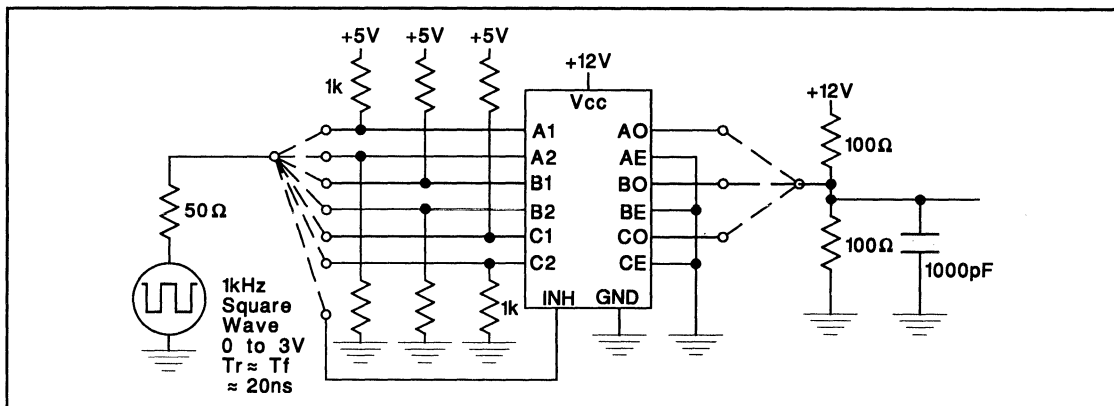 +5V +5V +5V
+12V
1k
Vcc
+12V
A1 AO
100Ω
A2 AE
B1 BO
50Ω
B2 BE
C1 CO
100Ω
C2 CE
1000pF
1kHz
Square
Wave
0 to 3V
Tr ≈ Tf
≈ 20ns
1k
INH GND